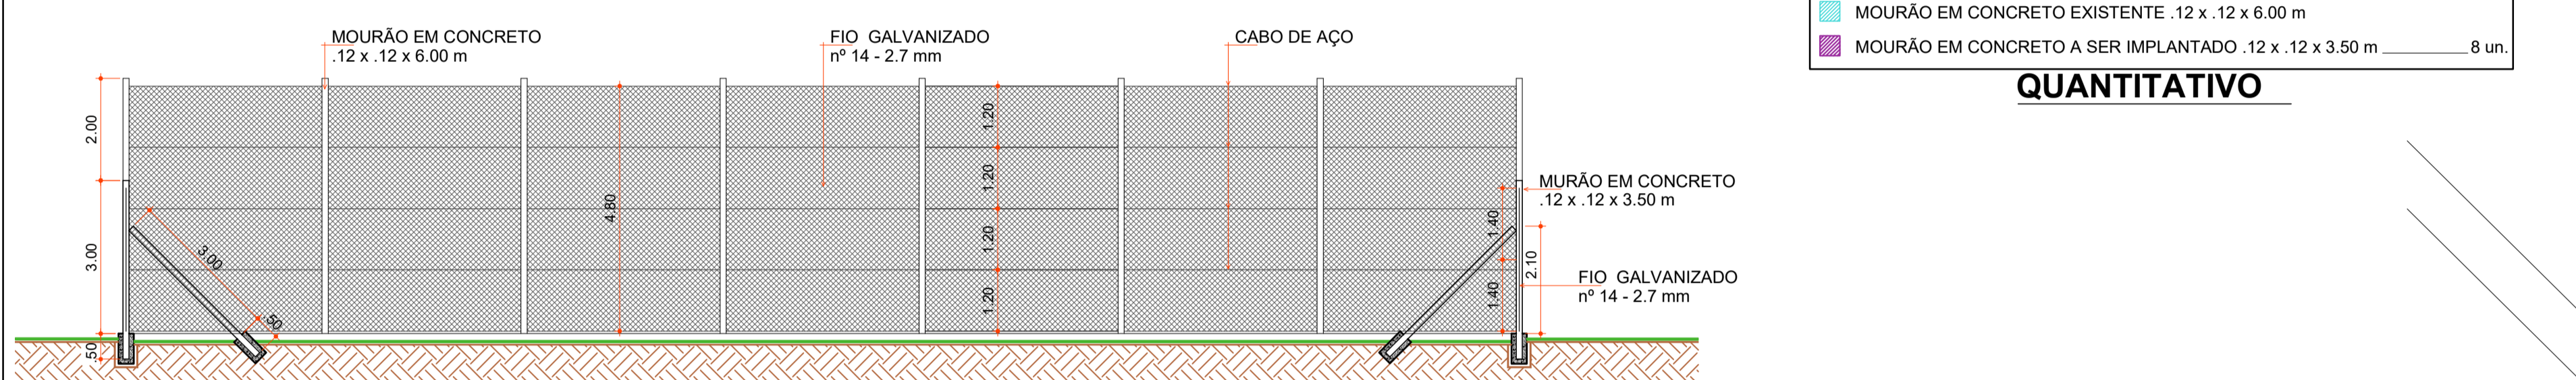 MOURÃO EM CONCRETO
.12 x .12 x 6.00 m
FIO GALVANIZADO
nº 14 - 2.7 mm
CABO DE AÇO
MOURÃO EM CONCRETO EXISTENTE .12 x .12 x 6.00 m
MOURÃO EM CONCRETO A SER IMPLANTADO .12 x .12 x 3.50 m __________ 8 un.
QUANTITATIVO
2.00
3.00
.50
3.00
.50
4.80
1.20
1.20
1.20
1.20
1.40
1.40
2.10
MURÃO EM CONCRETO
.12 x .12 x 3.50 m
FIO GALVANIZADO
nº 14 - 2.7 mm